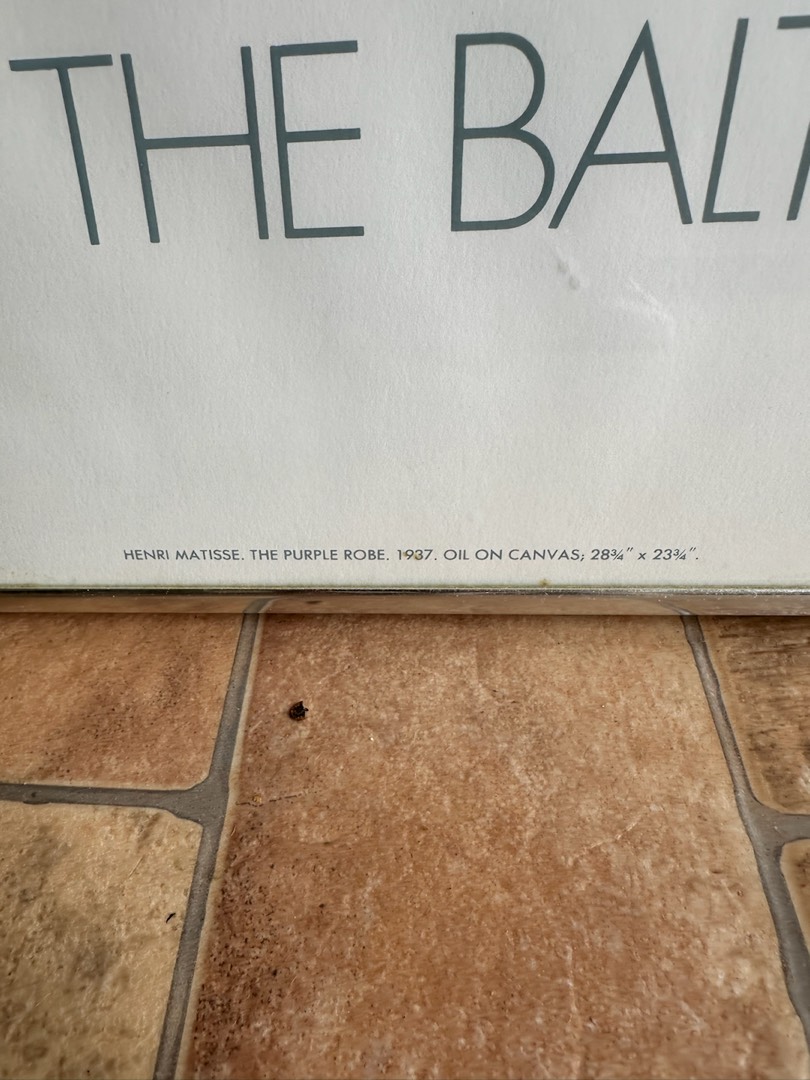 THE BALT
HENRI MATISSE. THE PURPLE ROBE. 1937. OIL ON CANVAS; 28¾" x 23¾".